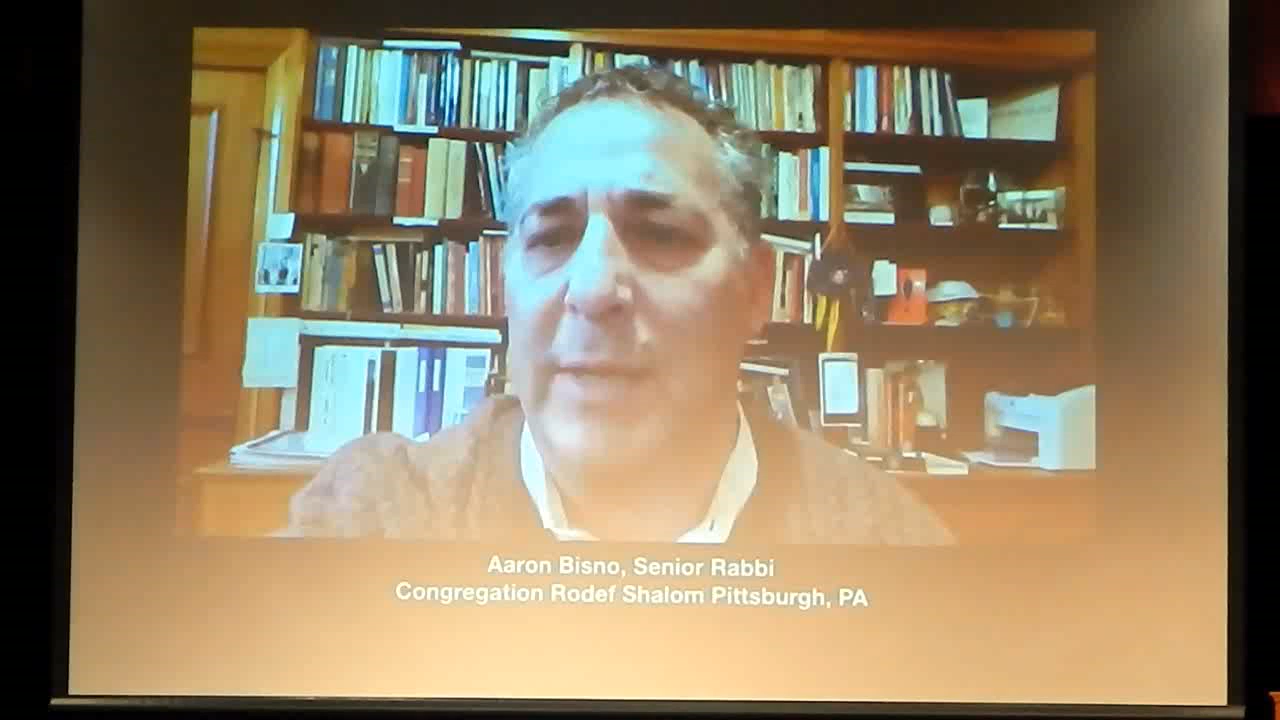 Aaron Bisno, Senior Rabbi
Congregation Rodef Shalom Pittsburgh, PA